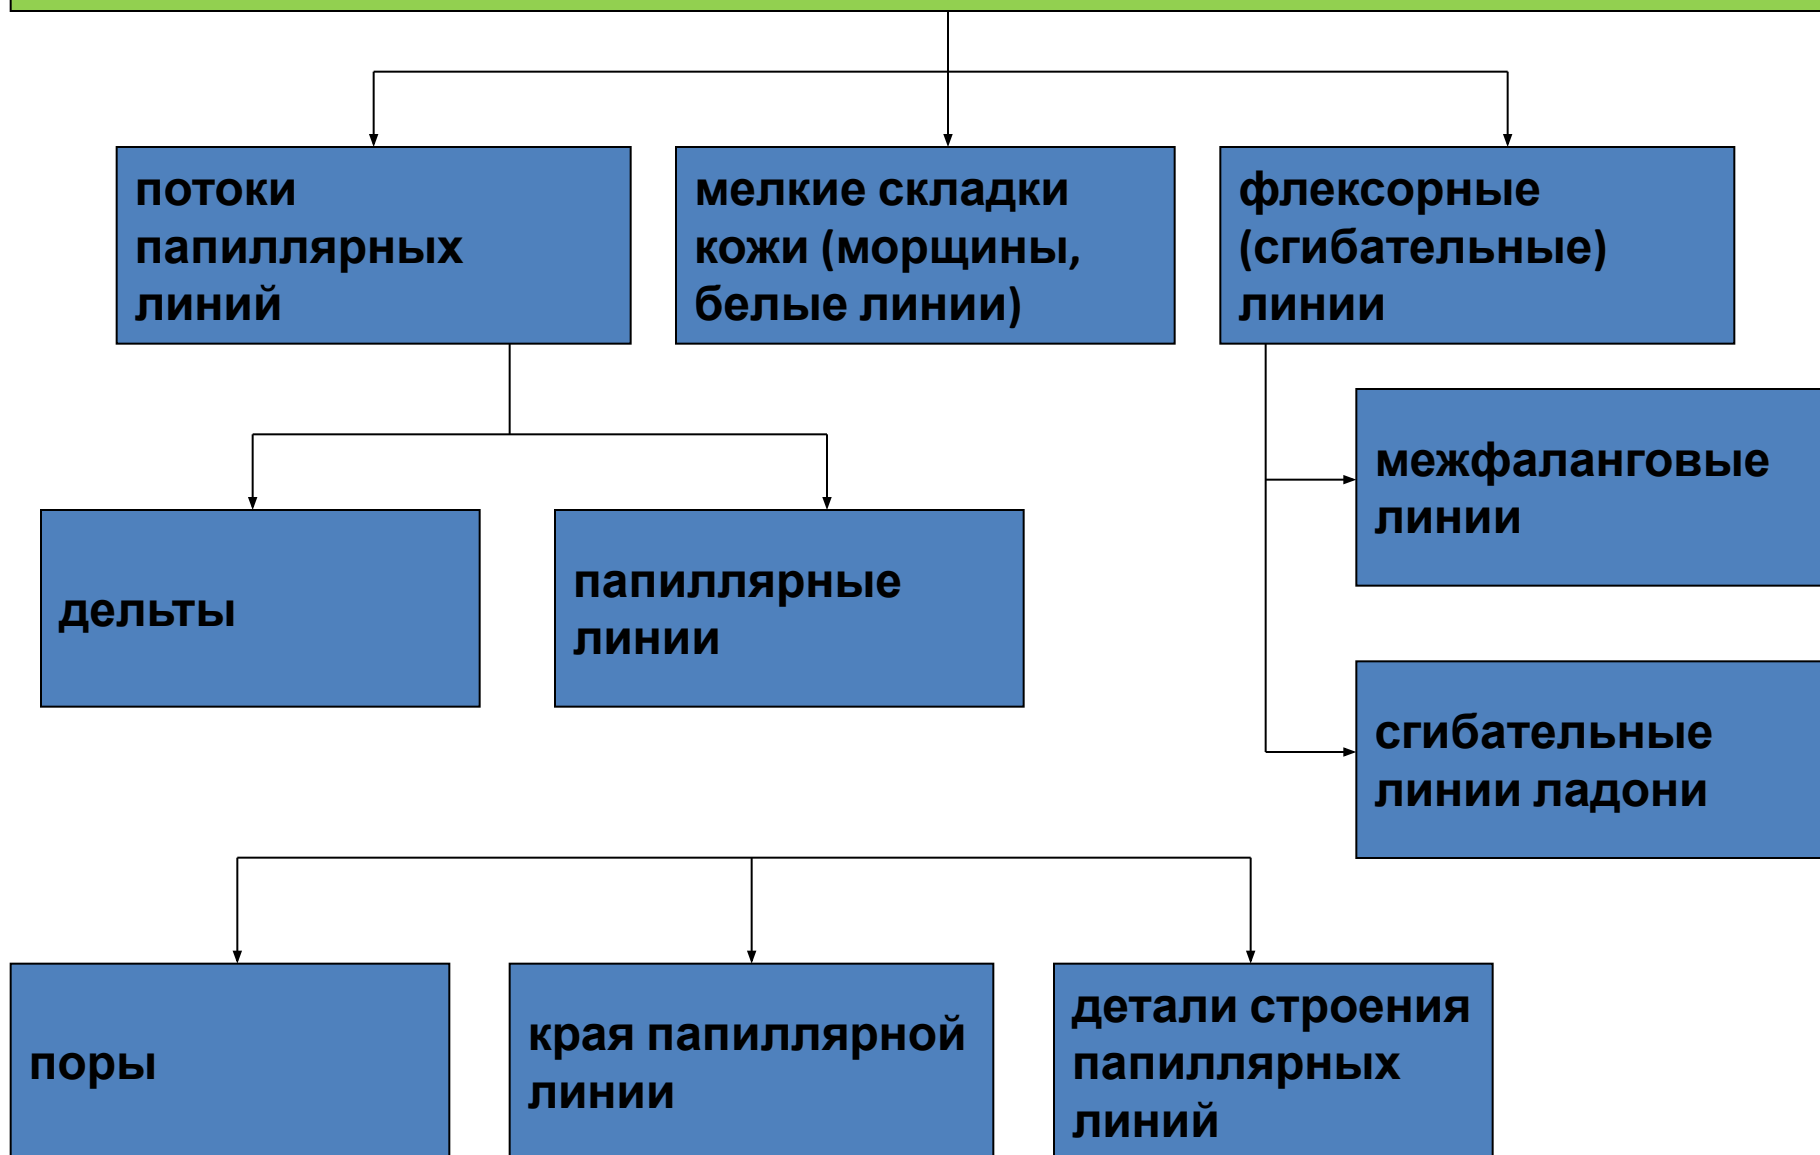 потоки
папиллярных
линий
мелкие складки
кожи (морщины,
белые линии)
флексорные
(сгибательные)
линии
межфаланговые
линии
дельты
папиллярные
линии
сгибательные
линии ладони
поры
края папиллярной
линии
детали строения
папиллярных
линий